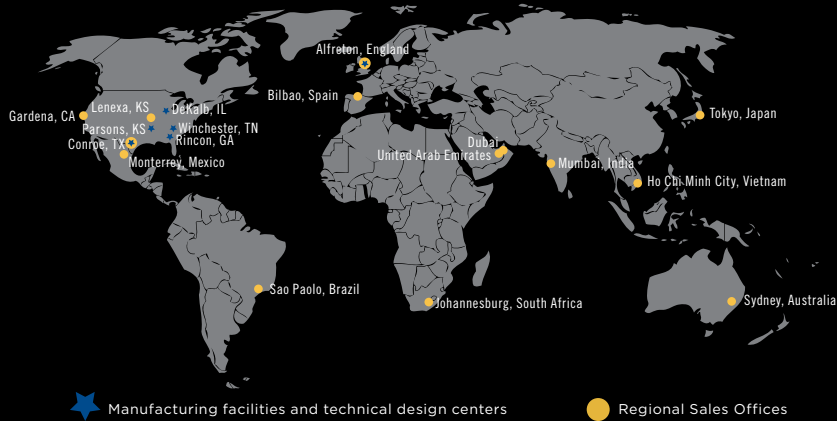 Alfreton, England
Bilbao, Spain
Gardena, CA
Lenexa, KS
DeKalb, IL
Parsons, KS
Winchester, TN
Rincon, GA
Conroe, TX
Monterrey, Mexico
Tokyo, Japan
Dubai
United Arab Emirates
Mumbai, India
Ho Chi Minh City, Vietnam
Sao Paolo, Brazil
Johannesburg, South Africa
Sydney, Australia
Manufacturing facilities and technical design centers
Regional Sales Offices